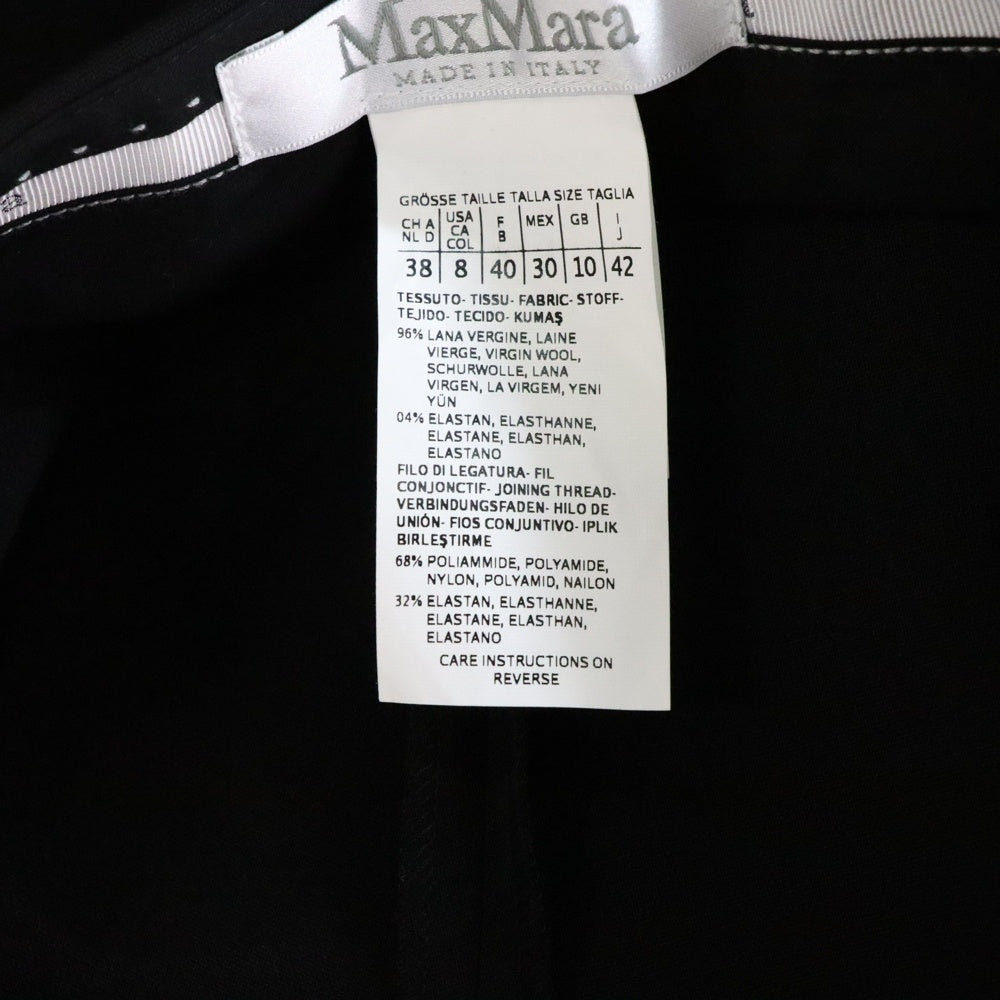 MaxMara
MADE IN ITALY
GRÖSSE TAILLE TALLA SIZE TAGLIA
CH A USA F MEX GB I
NL D CA B J
COL
38 8 40 30 10 42
TESSUTO- TISSU- FABRIC- STOFF-
TEJIDO- TECIDO- KUMAŞ
96% LANA VERGINE, LAINE
VIERGE, VIRGIN WOOL,
SCHURWOLLE, LANA
VIRGEN, LA VIRGEM, YENI
YÜN
04% ELASTAN, ELASTHANNE,
ELASTANE, ELASTHAN,
ELASTANO
FILO DI LEGATURA- FIL
CONJONCTIF- JOINING THREAD-
VERBINDUNGSFADEN- HILO DE
UNIÓN- FIOS CONJUNTIVO- IPLIK
BIRLEŞTIRME
68% POLIAMMIDE, POLYAMIDE,
NYLON, POLYAMID, NAILON
32% ELASTAN, ELASTHANNE,
ELASTANE, ELASTHAN,
ELASTANO
CARE INSTRUCTIONS ON
REVERSE